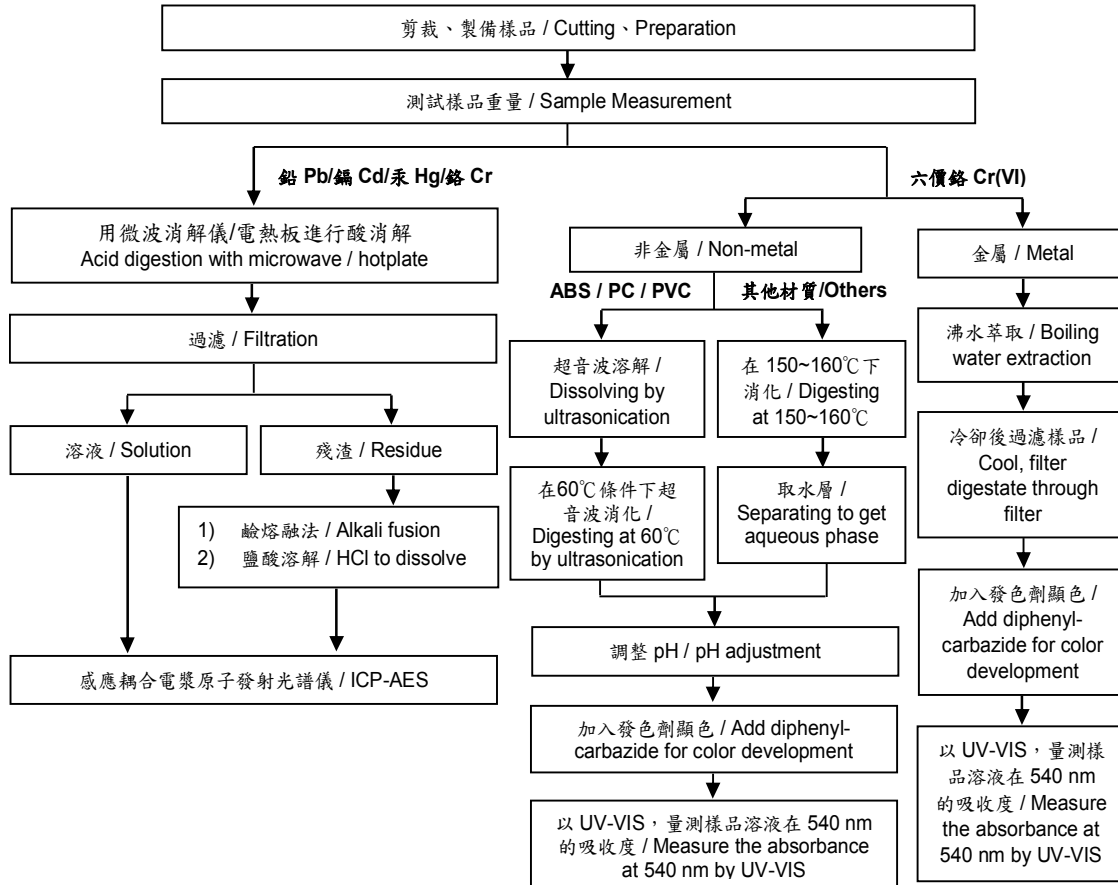 剪裁、製備樣品 / Cutting、Preparation
測試樣品重量 / Sample Measurement
鉛 Pb/鎘 Cd/汞 Hg/鉻 Cr
六價鉻 Cr(VI)
用微波消解儀/電熱板進行酸消解
Acid digestion with microwave / hotplate
過濾 / Filtration
溶液 / Solution
殘渣 / Residue
1) 鹼熔融法 / Alkali fusion
2) 鹽酸溶解 / HCl to dissolve
感應耦合電漿原子發射光譜儀 / ICP-AES
非金屬 / Non-metal
ABS / PC / PVC
其他材質/Others
超音波溶解 /
Dissolving by
ultrasonication
在60℃條件下超
音波消化 /
Digesting at 60℃
by ultrasonication
在 150~160℃下
消化 / Digesting
at 150~160℃
取水層 /
Separating to get
aqueous phase
調整 pH / pH adjustment
加入發色劑顯色 / Add diphenyl-
carbazide for color development
以 UV-VIS，量測樣品溶液在 540 nm
的吸收度 / Measure the absorbance
at 540 nm by UV-VIS
金屬 / Metal
沸水萃取 / Boiling
water extraction
冷卻後過濾樣品 /
Cool, filter
digestate through
filter
加入發色劑顯色 /
Add diphenyl-
carbazide for color
development
以 UV-VIS，量測樣
品溶液在 540 nm
的吸收度 / Measure
the absorbance at
540 nm by UV-VIS